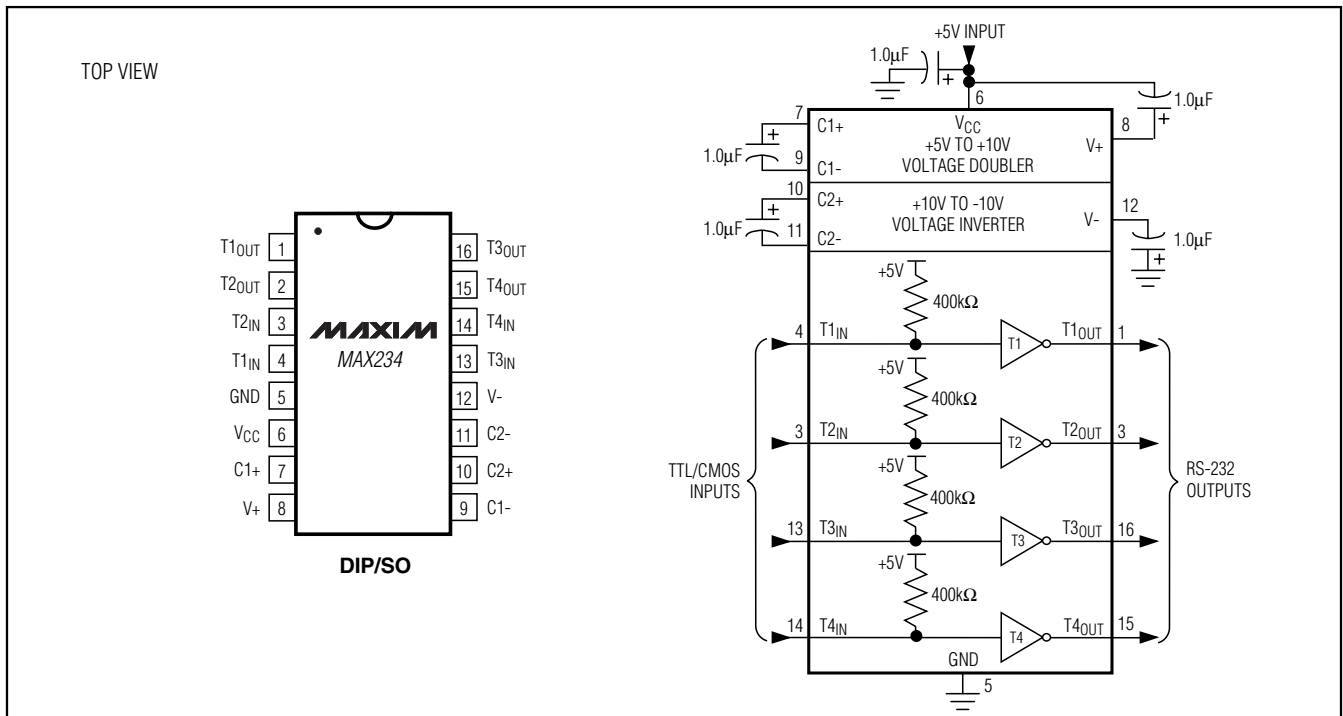 TOP VIEW
T1OUT 1
T2OUT 2
T2IN 3
T1IN 4
GND 5
VCC 6
C1+ 7
V+ 8
16 T3OUT
15 T4OUT
14 T4IN
13 T3IN
12 V-
11 C2-
10 C2+
9 C1-
MAXIM
MAX234
DIP/SO
+5V INPUT
1.0μF
+
6
1.0μF
+
7
C1+
VCC
8
V+
+
1.0μF
+5V TO +10V
VOLTAGE DOUBLER
9
C1-
10
C2+
+
1.0μF
+10V TO -10V
VOLTAGE INVERTER
11
C2-
12
V-
1.0μF
+
+5V
400kΩ
4 T1IN
T1
T1OUT 1
+5V
400kΩ
3 T2IN
T2
T2OUT 3
TTL/CMOS
INPUTS
RS-232
OUTPUTS
+5V
400kΩ
13 T3IN
T3
T3OUT 16
+5V
400kΩ
14 T4IN
T4
T4OUT 15
GND
5